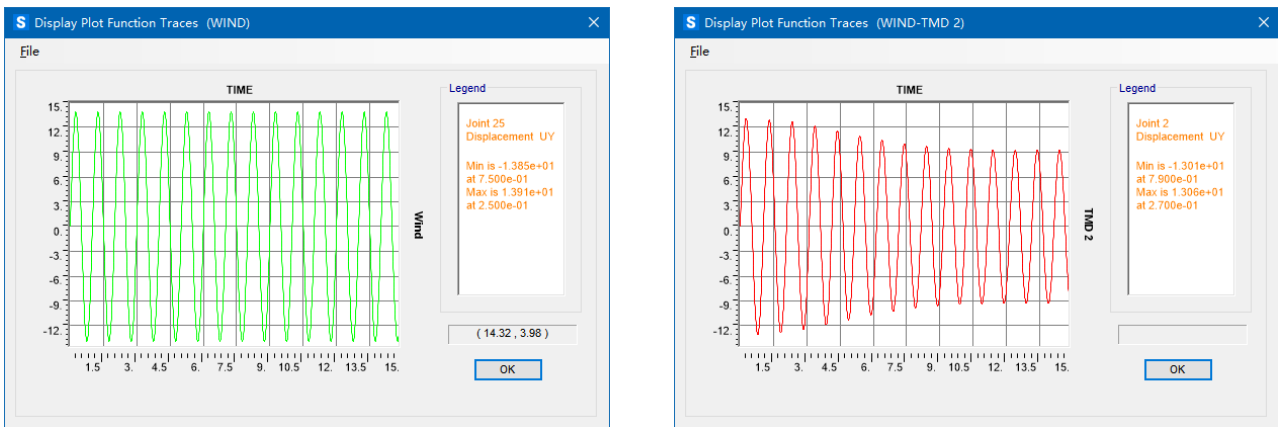 S Display Plot Function Traces (WIND)
File
TIME
15.
12.
9.
6.
3.
0.
-3.
-6.
-9.
-12.
1.5 3. 4.5 6. 7.5 9. 10.5 12. 13.5 15.
Wind
Legend
Joint 25
Displacement UY
Min is -1.385e+01
at 7.500e-01
Max is 1.391e+01
at 2.500e-01
( 14.32 , 3.98 )
OK
S Display Plot Function Traces (WIND-TMD 2)
File
TIME
15.
12.
9.
6.
3.
0.
-3.
-6.
-9.
-12.
1.5 3. 4.5 6. 7.5 9. 10.5 12. 13.5 15.
TMD 2
Legend
Joint 2
Displacement UY
Min is -1.301e+01
at 7.900e-01
Max is 1.306e+01
at 2.700e-01
OK